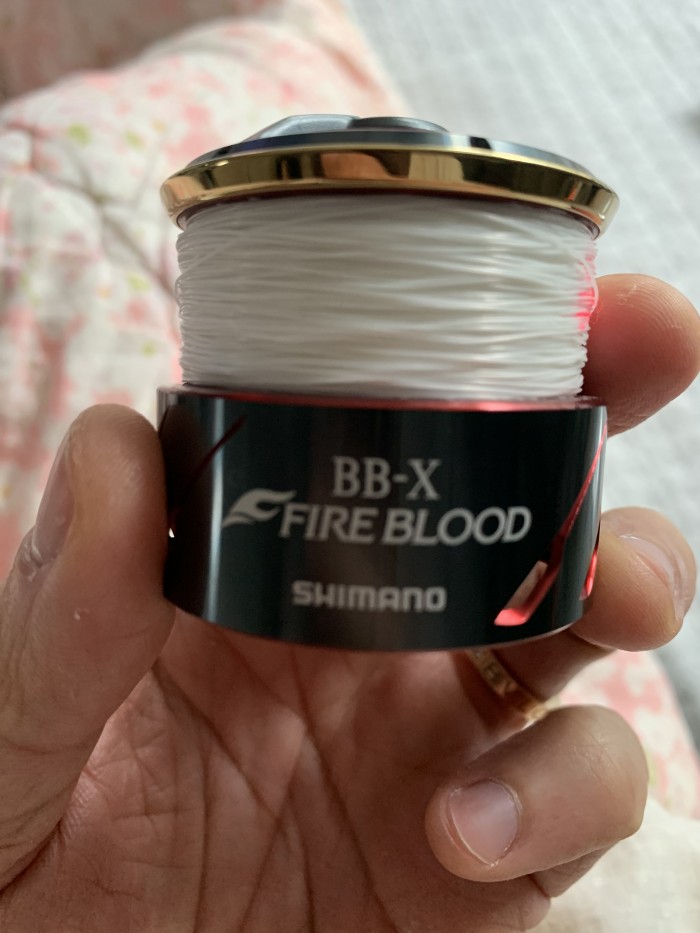 BB-X
FIRE BLOOD
SHIMANO